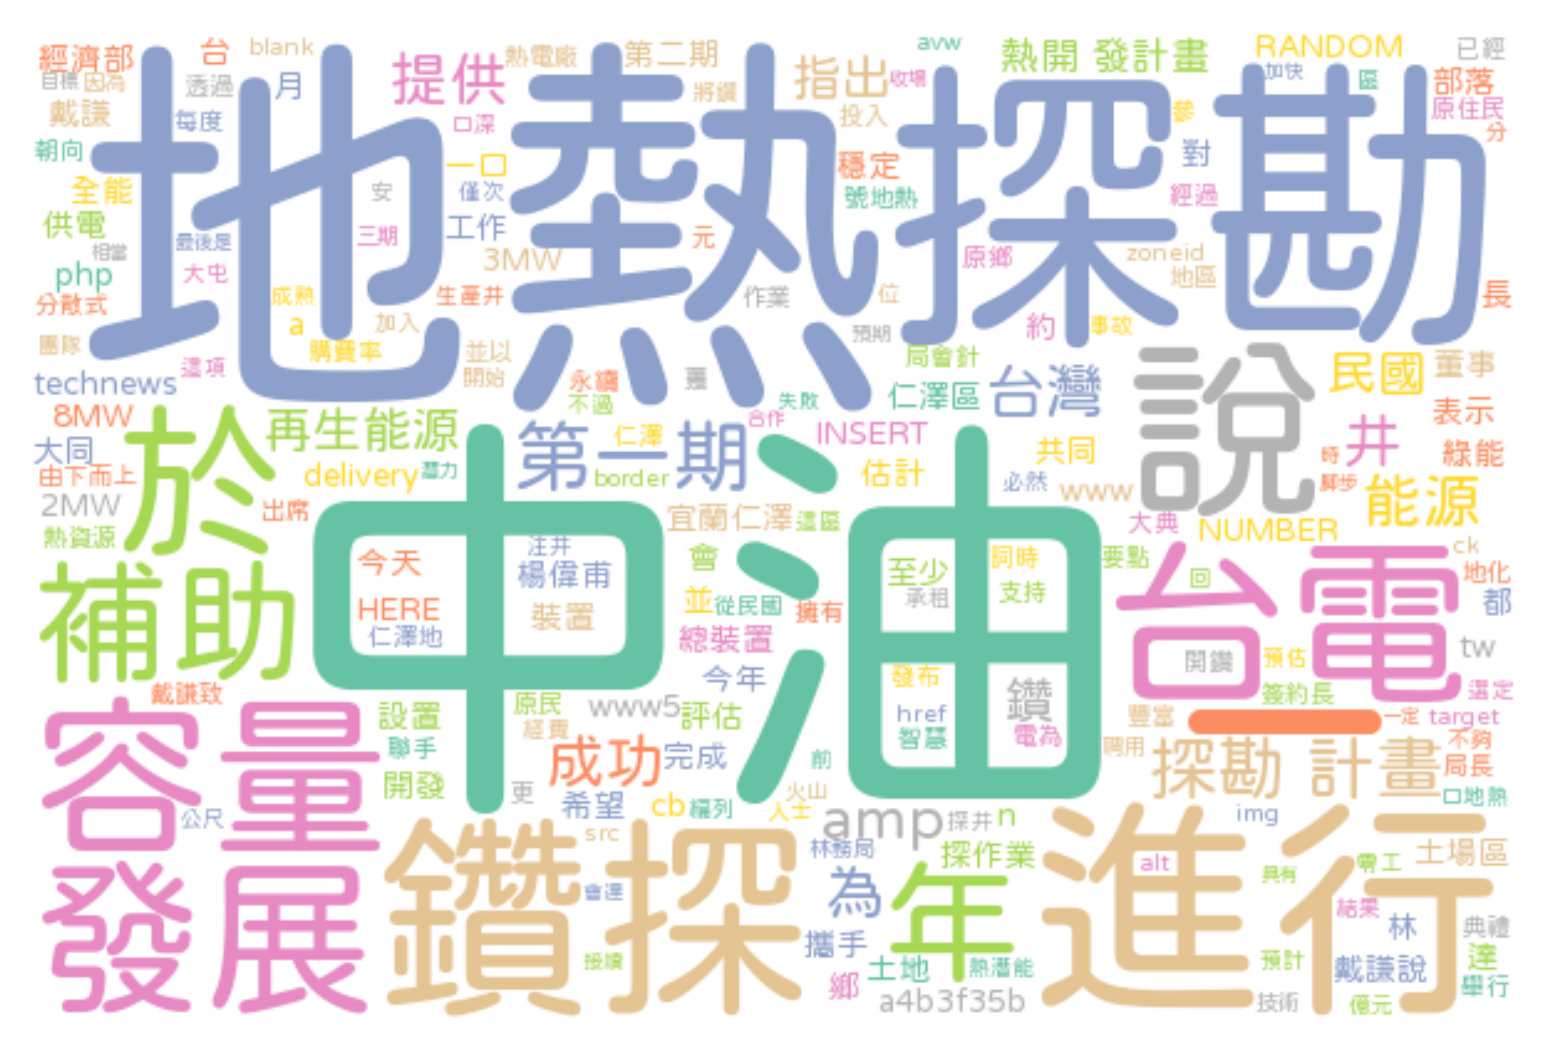 經濟部
台
blank
提供
熱電廠
第二期
指出
avw
熱開 發計畫
RANDOM
已經
目標
因為
透過
月
將鑽
收場
加快
區
部落
戴謙
每度
口深
投入
參
原住民
分
朝向
一口
穩定
對
全能
安
僅次
號地熱
經過
供電
最後是
三期
工作
元
原鄉
zoneid
相當
php
大屯
3MW
地區
分散式
成熟
生產井
作業
位
長
地熱探勘
a
加入
約
事故
團隊
購費率
並以
預期
technews
這項
開始
永續
不過
薑
局會計
仁澤區
台灣
說
民國
董事
8MW
再生能源
失敗
合作
表示
大同
於
第一期
仁澤
INSERT
共同
井
時
綠能
由下而上
delivery
潛力
border
估計
必然
www
腳步
能源
2MW
出席
宜蘭仁澤
這區
大典
NUMBER
熱資源
中油
今天
注井
楊偉甫
會
至少
詞時
要點
台電
ck
地化
補助
HERE
裝置
並
從民國
擁有
承租
支持
回
都
仁澤地
總裝置
開鑽
預估
tw
戴謙致
今年
發布
鑽
簽約長
選定
容量
設置
原民
www5
評估
href
電為
豐富
一
一定
target
聯手
經費
成功
完成
智慧
聘用
探勘 計畫
不夠
局長
開發
更
希望
cb
編列
前
火山
人士
口地熱
公尺
src
amp
探井
n
img
發展
鑽探
林務局
探作業
進行
alt
土場區
會達
為
年
具有
零工
接續
攜手
結果
林
典禮
鄉
土地
熱潛能
預計
戴謙說
達
a4b3f35b
技術
億元
舉行